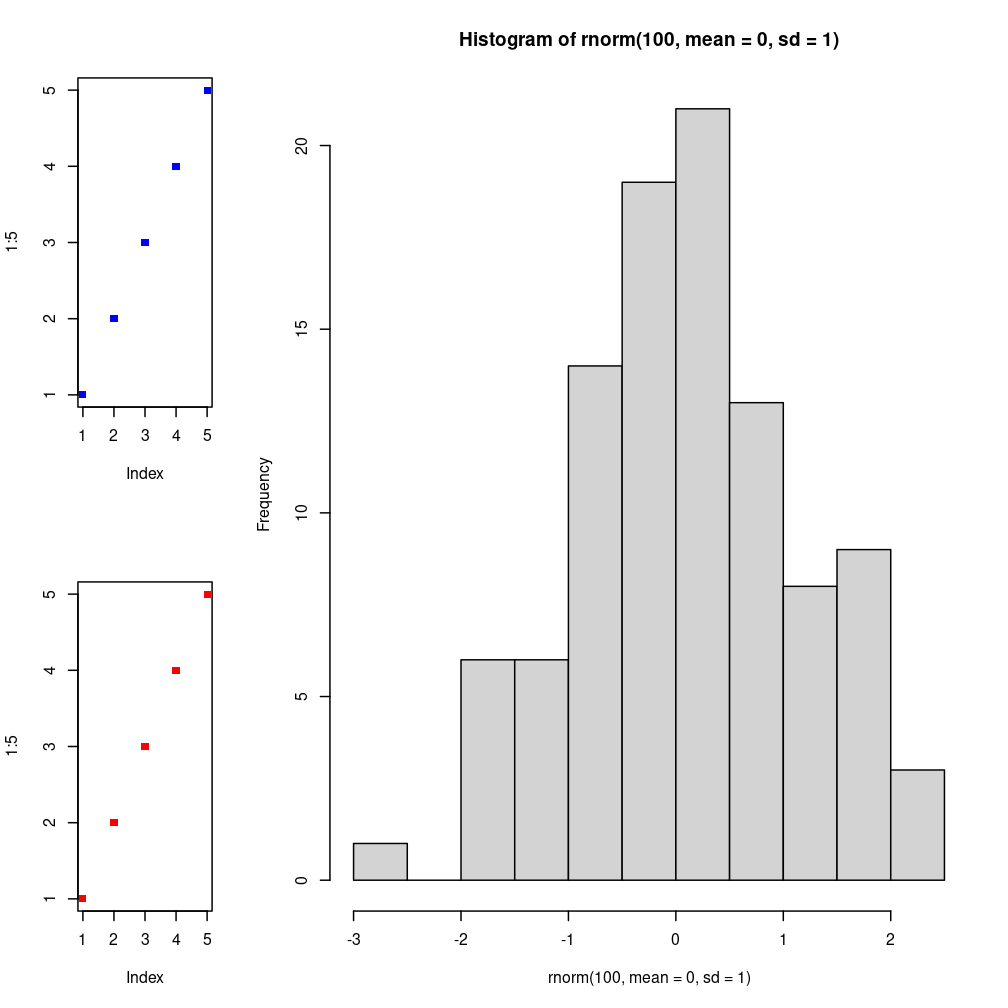 Histogram of rnorm(100, mean = 0, sd = 1)
5
4
3
2
1
1:5
1 2 3 4 5
Index
5
4
3
2
1
1:5
1 2 3 4 5
Index
20
15
10
5
0
Frequency
-3 -2 -1 0 1 2
rnorm(100, mean = 0, sd = 1)